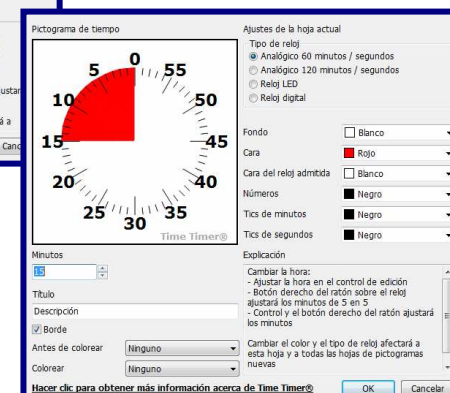 Pictograma de tiempo
0
5
55
10
50
15
45
20
40
25
35
30
Time Timer®
Minutos
15
Título
Descripción
Borde
Antes de colorear Ninguno
Colorear Ninguno
Hacer clic para obtener más información acerca de Time Timer®
Ajustes de la hoja actual
Tipo de reloj
Analógico 60 minutos / segundos
Analógico 120 minutos / segundos
Reloj LED
Reloj digital
Fondo Blanco
Cara Rojo
Cara del reloj admitida Blanco
Números Negro
Tics de minutos Negro
Tics de segundos Negro
Explicación
Cambiar la hora:
- Ajustar la hora en el control de edición
- Botón derecho del ratón sobre el reloj
ajustará los minutos de 5 en 5
- Control y el botón derecho del ratón ajustará
los minutos
Cambiar el color y el tipo de reloj afectará a
esta hoja y a todas las hojas de pictogramas
nuevas
OK Cancelar